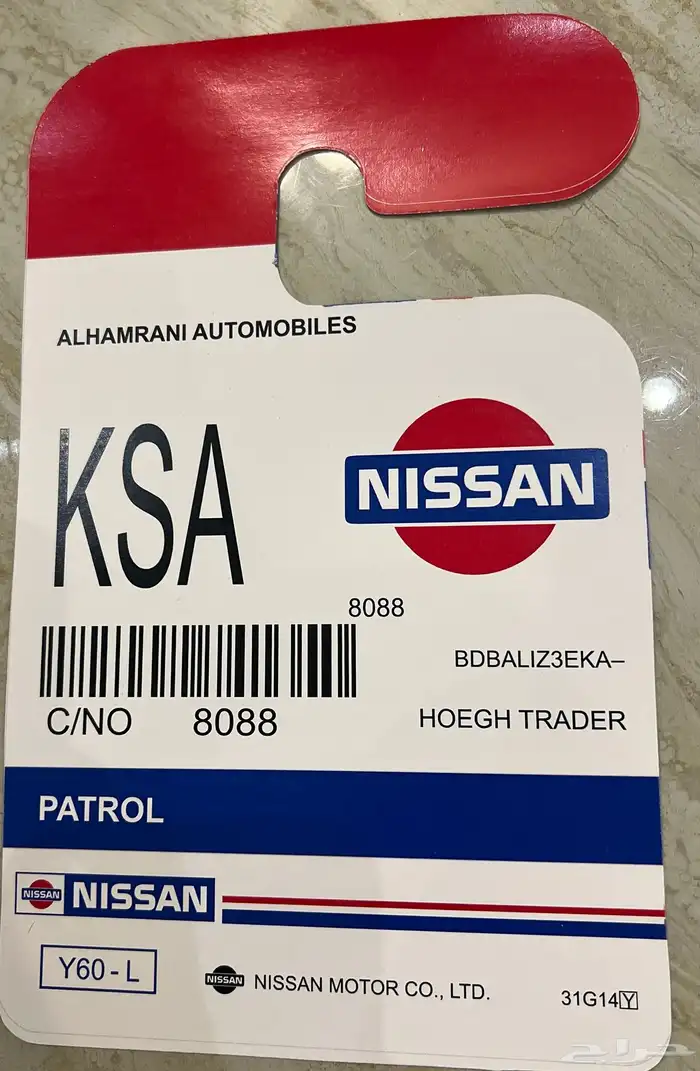 ALHAMRANI AUTOMOBILES
KSA
NISSAN
8088
BDBALIZ3EKA–
C/NO 8088
HOEGH TRADER
PATROL
NISSAN NISSAN
Y60-L
NISSAN NISSAN MOTOR CO., LTD.
31G14Y
حراج